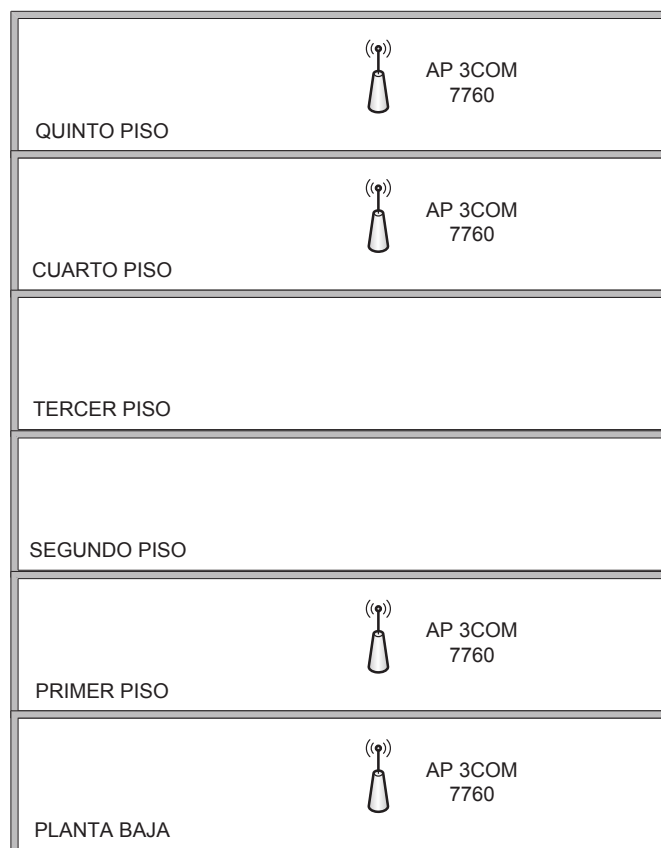 AP 3COM
7760
QUINTO PISO
AP 3COM
7760
CUARTO PISO
TERCER PISO
SEGUNDO PISO
AP 3COM
7760
PRIMER PISO
AP 3COM
7760
PLANTA BAJA